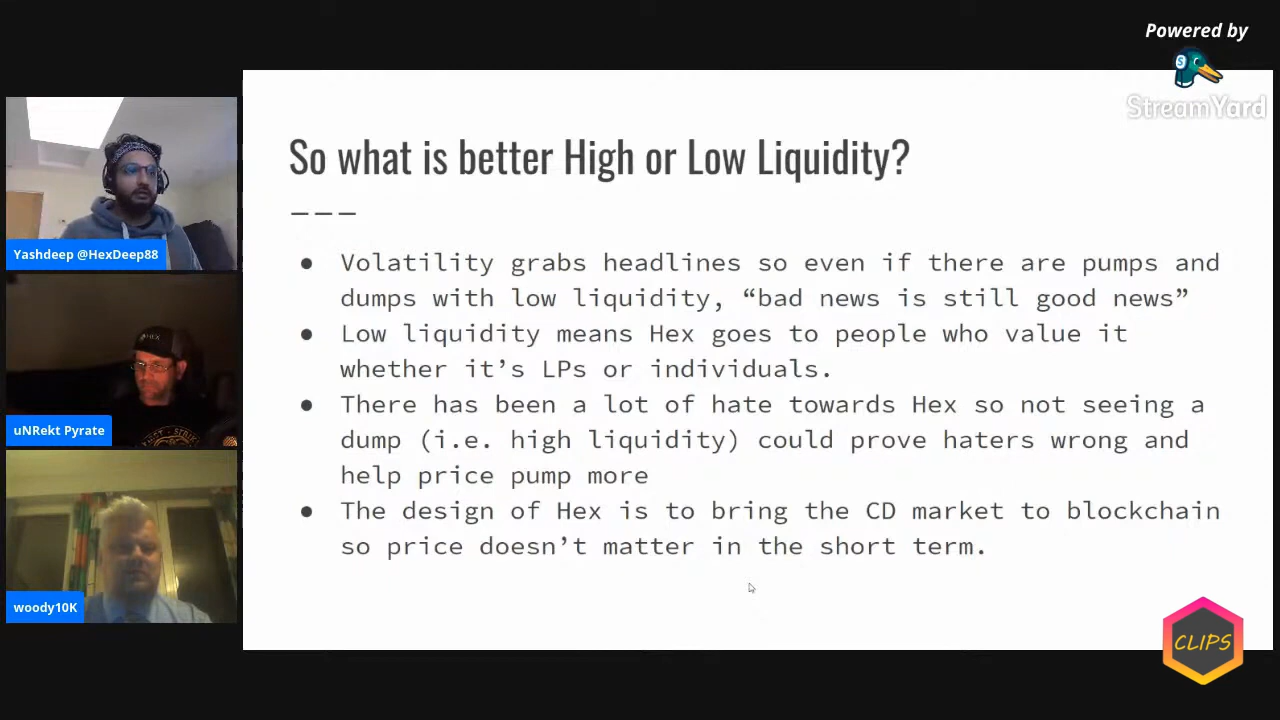 Powered by
StreamYard
So what is better High or Low Liquidity?
● Volatility grabs headlines so even if there are pumps and
dumps with low liquidity, “bad news is still good news”
● Low liquidity means Hex goes to people who value it
whether it’s LPs or individuals.
● There has been a lot of hate towards Hex so not seeing a
dump (i.e. high liquidity) could prove haters wrong and
help price pump more
● The design of Hex is to bring the CD market to blockchain
so price doesn’t matter in the short term.
Yashdeep @HexDeep88
uNRekt Pyrate
woody10K
CLIPS